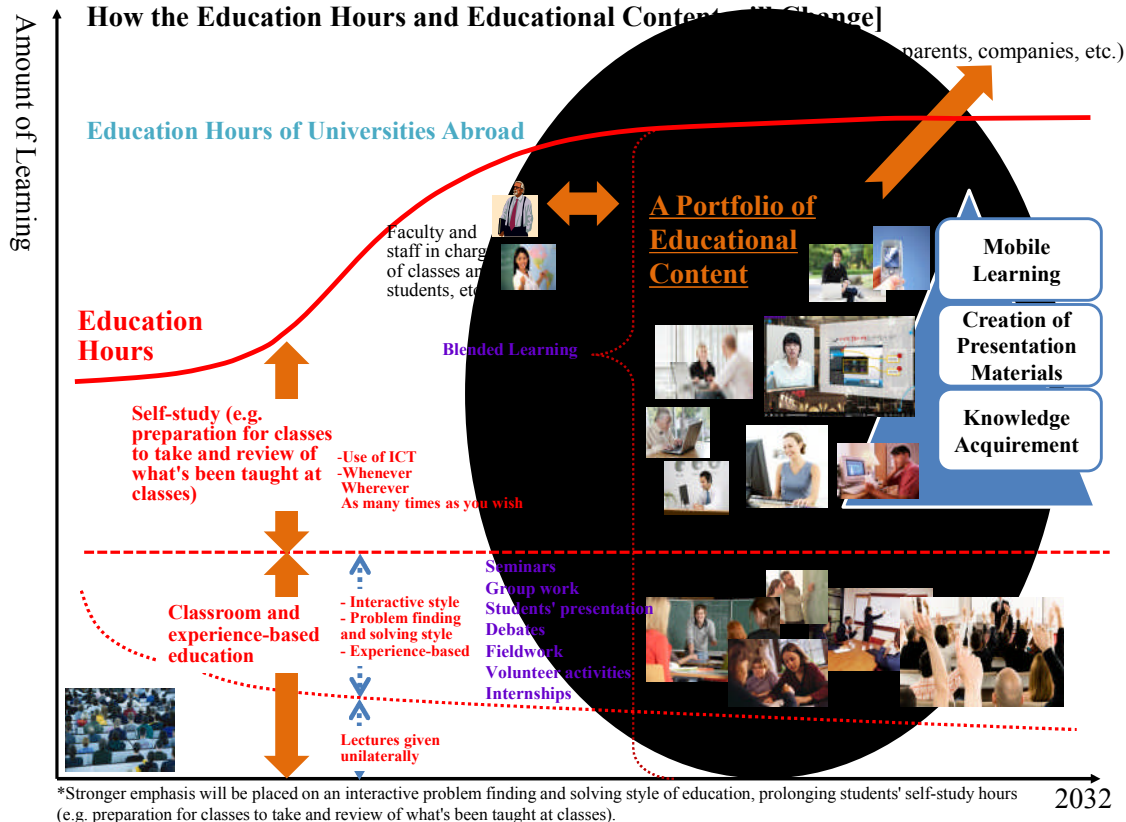 How the Education Hours and Educational Content will Change]
parents, companies, etc.)
Amount of Learning
Education Hours of Universities Abroad
Faculty and
staff in charg
of classes an
students, etc
A Portfolio of
Educational
Content
Mobile
Learning
Creation of
Presentation
Materials
Knowledge
Acquirement
Education
Hours
Blended Learning
Self-study (e.g.
preparation for classes
to take and review of
what's been taught at
classes)
-Use of ICT
-Whenever
Wherever
As many times as you wish
Classroom and
experience-based
education
- Interactive style
- Problem finding
and solving style
- Experience-based
Seminars
Group work
Students' presentation
Debates
Fieldwork
Volunteer activities
Internships
Lectures given
unilaterally
*Stronger emphasis will be placed on an interactive problem finding and solving style of education, prolonging students' self-study hours
(e.g. preparation for classes to take and review of what's been taught at classes).
2032